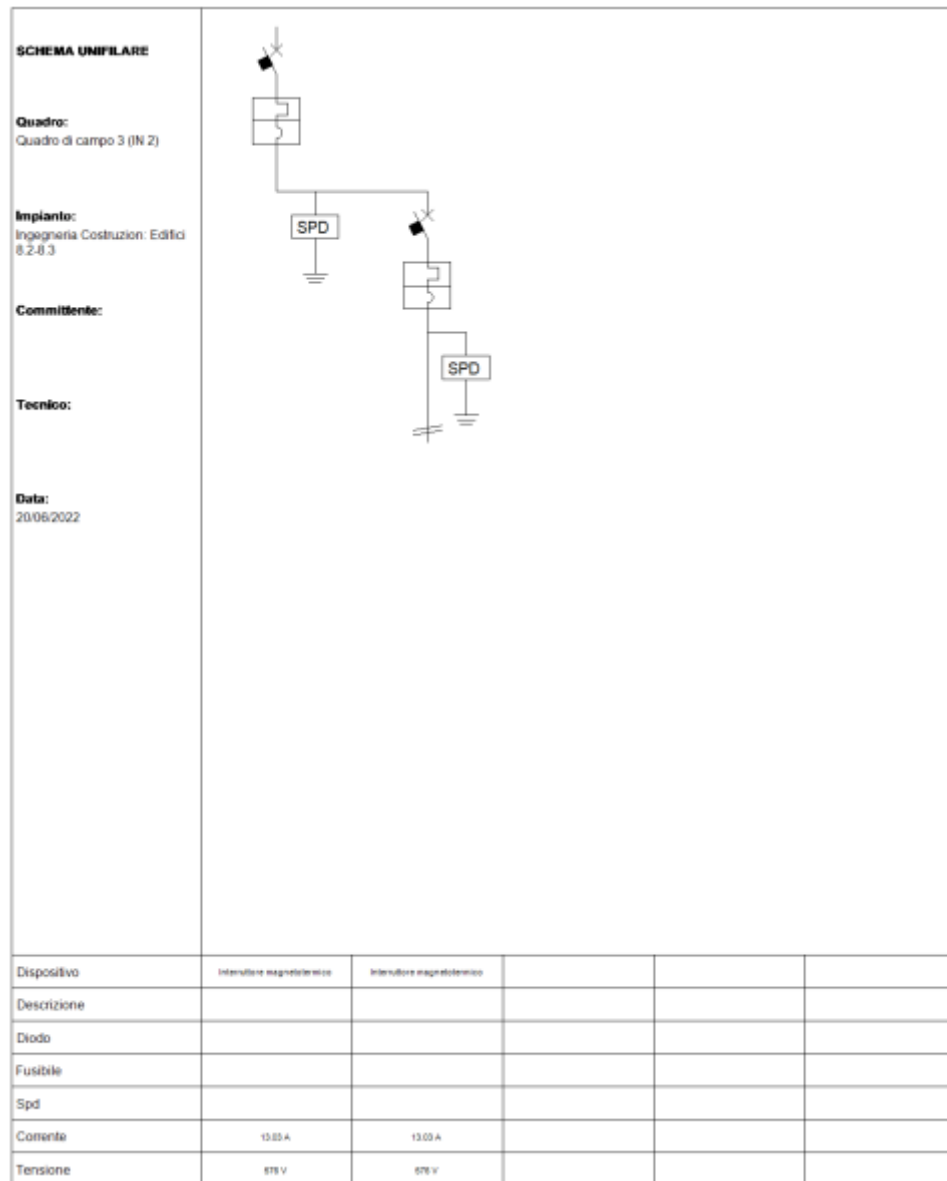 SCHEMA UNIFILARE
Quadro:
Quadro di campo 3 (IN 2)
Impianto:
Ingegneria Costruzion: Edifici
8.2-8.3
Committente:
Tecnico:
Data:
20/06/2022
SPD
SPD
Dispositivo Interruttore magnetotermico Interruttore magnetotermico
Descrizione
Diodo
Fusibile
Spd
Corrente 13.03 A 13.03 A
Tensione 676 V 676 V